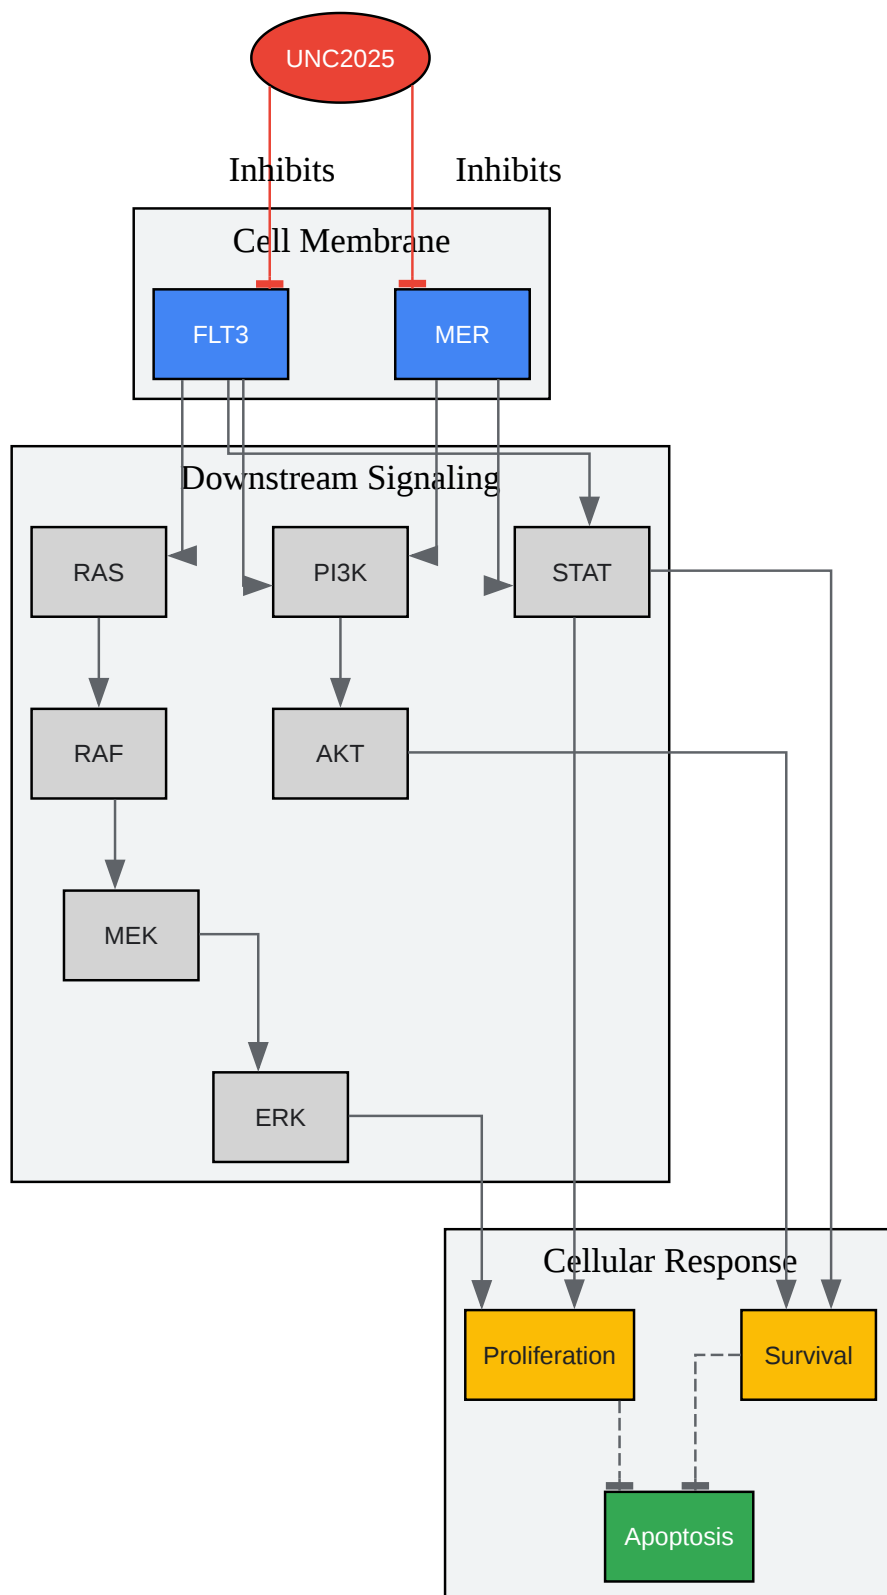 UNC2025
Inhibits
Inhibits
Cell Membrane
FLT3
MER
Downstream Signaling
RAS
PI3K
STAT
RAF
AKT
MEK
ERK
Cellular Response
Proliferation
Survival
Apoptosis